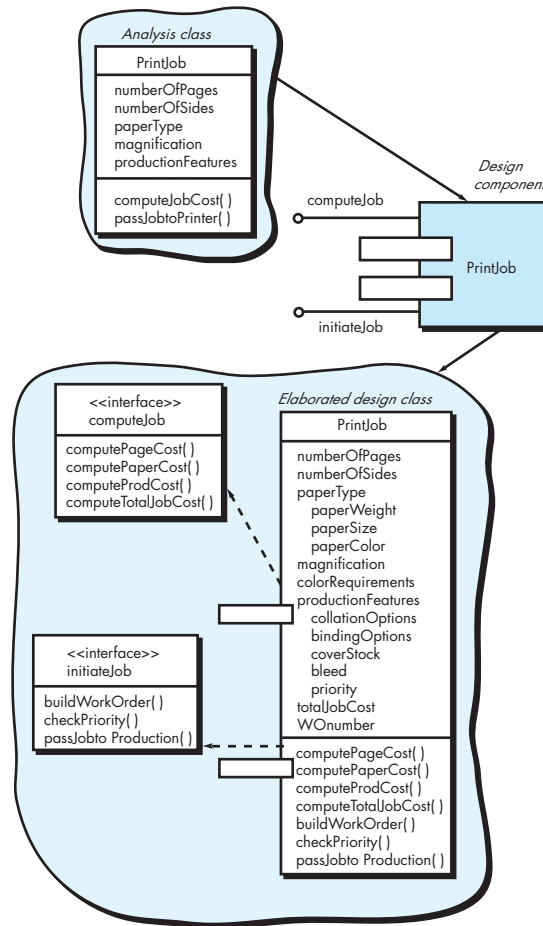 Analysis class
PrintJob
numberOfPages
numberOfSides
paperType
magnification
productionFeatures
computeJobCost( )
passJobtoPrinter( )
Design
component
computeJob
PrintJob
initiateJob
<<interface>>
computeJob
computePageCost( )
computePaperCost( )
computeProdCost( )
computeTotalJobCost( )
<<interface>>
initiateJob
buildWorkOrder( )
checkPriority( )
passJobto Production( )
Elaborated design class
PrintJob
numberOfPages
numberOfSides
paperType
paperWeight
paperSize
paperColor
magnification
colorRequirements
productionFeatures
collationOptions
bindingOptions
coverStock
bleed
priority
totalJobCost
WOnumber
computePageCost( )
computePaperCost( )
computeProdCost( )
computeTotalJobCost( )
buildWorkOrder( )
checkPriority( )
passJobto Production( )